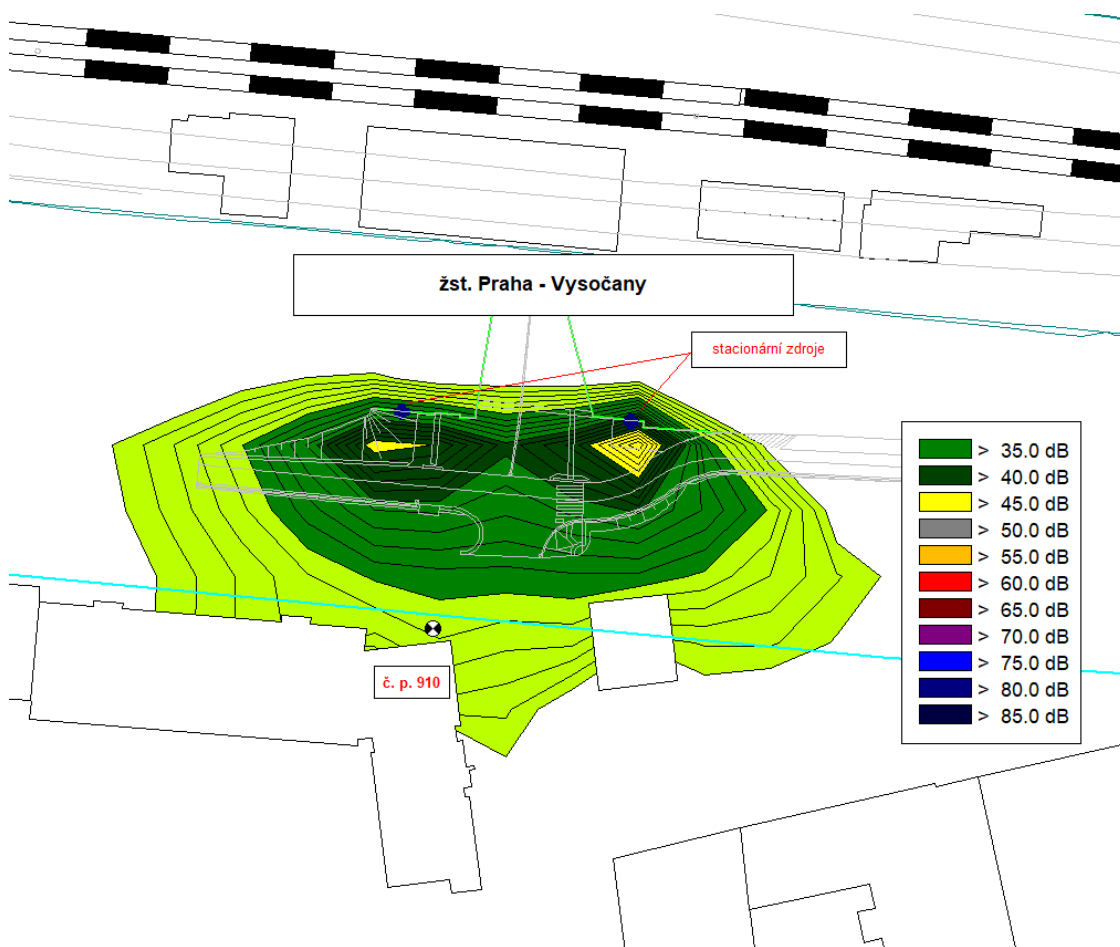 žst. Praha - Vysočany
stacionární zdroje
č. p. 910
> 35.0 dB
> 40.0 dB
> 45.0 dB
> 50.0 dB
> 55.0 dB
> 60.0 dB
> 65.0 dB
> 70.0 dB
> 75.0 dB
> 80.0 dB
> 85.0 dB